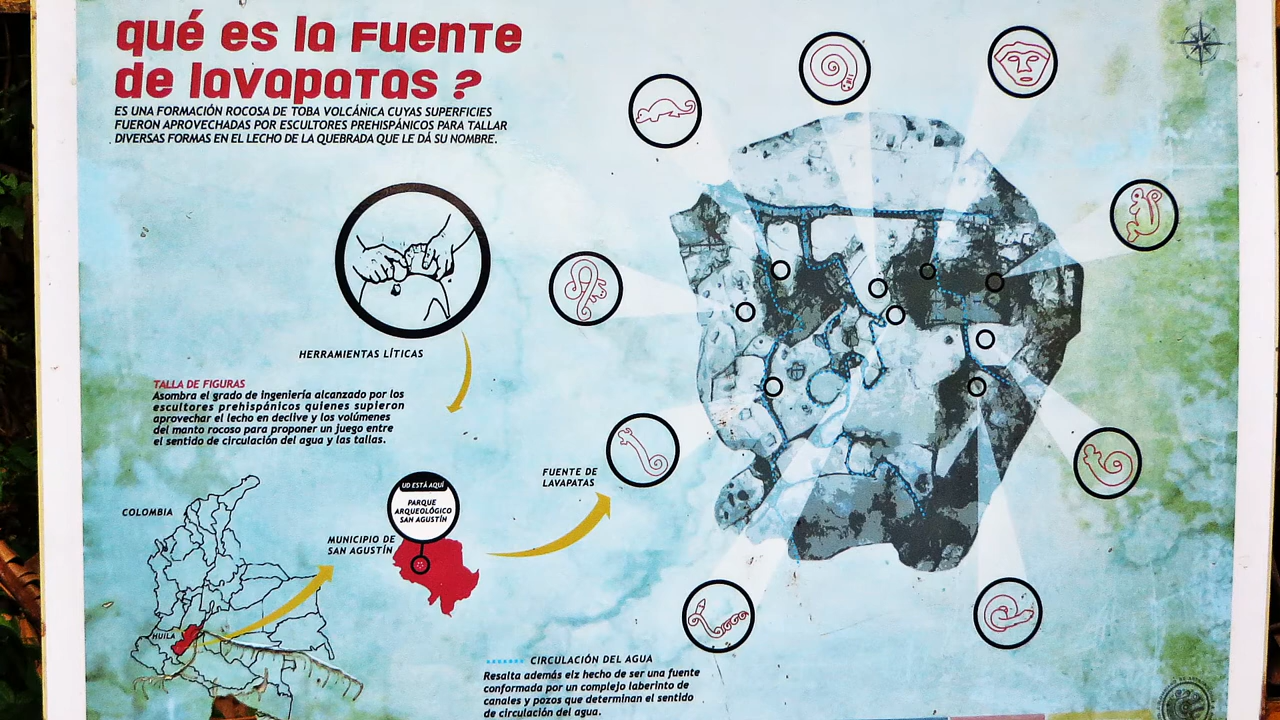 qué es la Fuente
de lavapatas ?
ES UNA FORMACIÓN ROCOSA DE TOBA VOLCÁNICA CUYAS SUPERFICIES
FUERON APROVECHADAS POR ESCULTORES PREHISPÁNICOS PARA TALLAR
DIVERSAS FORMAS EN EL LECHO DE LA QUEBRADA QUE LE DÁ SU NOMBRE.
HERRAMIENTAS LÍTICAS
TALLA DE FIGURAS
Asombra el grado de ingeniería alcanzado por los
escultores prehispánicos quienes supieron
aprovechar el lecho en declive y los volúmenes
del manto rocoso para proponer un juego entre
el sentido de circulación del agua y las tallas.
COLOMBIA
HUILA
UD ESTÁ AQUÍ
PARQUE
ARQUEOLÓGICO
SAN AGUSTÍN
MUNICIPIO DE
SAN AGUSTÍN
FUENTE DE
LAVAPATAS
CIRCULACIÓN DEL AGUA
Resalta además elz hecho de ser una fuente
conformada por un complejo laberinto de
canales y pozos que determinan el sentido
de circulación del agua.